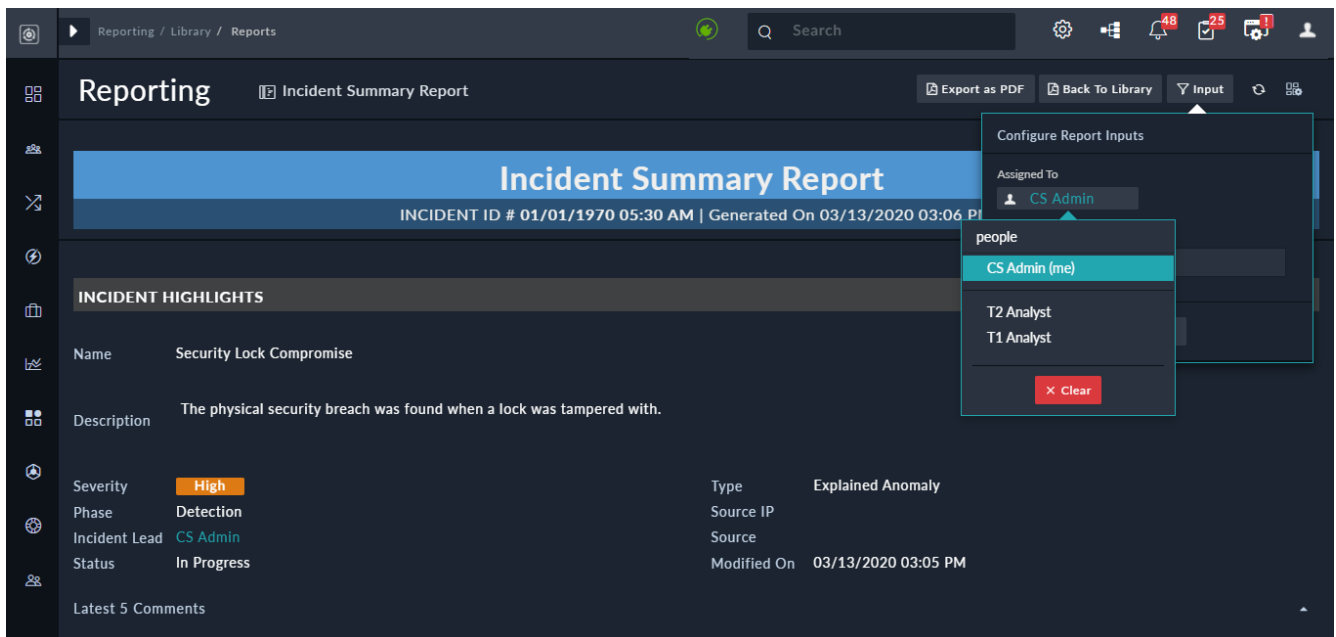 Reporting / Library / Reports
Search
48
25
!
Reporting
Incident Summary Report
Export as PDF
Back To Library
Input
Configure Report Inputs
Assigned To
CS Admin
people
CS Admin (me)
T2 Analyst
T1 Analyst
× Clear
Incident Summary Report
INCIDENT ID # 01/01/1970 05:30 AM | Generated On 03/13/2020 03:06
INCIDENT HIGHLIGHTS
Name Security Lock Compromise
Description The physical security breach was found when a lock was tampered with.
Severity High
Phase Detection
Incident Lead CS Admin
Status In Progress
Type Explained Anomaly
Source IP
Source
Modified On 03/13/2020 03:05 PM
Latest 5 Comments